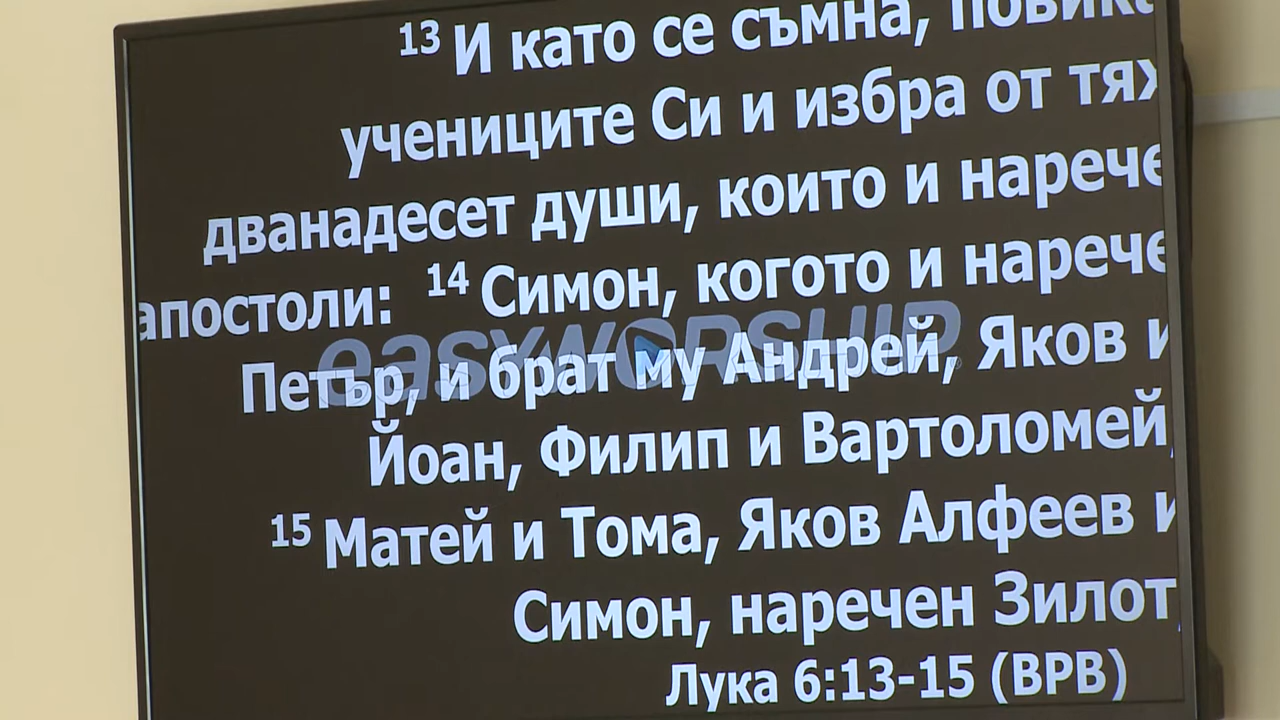 13 И като се съмна, повика
учениците Си и избра от тях
дванадесет души, които и нарече
апостоли: 14 Симон, когото и нарече
easyworship
Петър, и брат му Андрей, Яков и
Йоан, Филип и Вартоломей,
15 Матей и Тома, Яков Алфеев и
Симон, наречен Зилот,
Лука 6:13-15 (ВРВ)